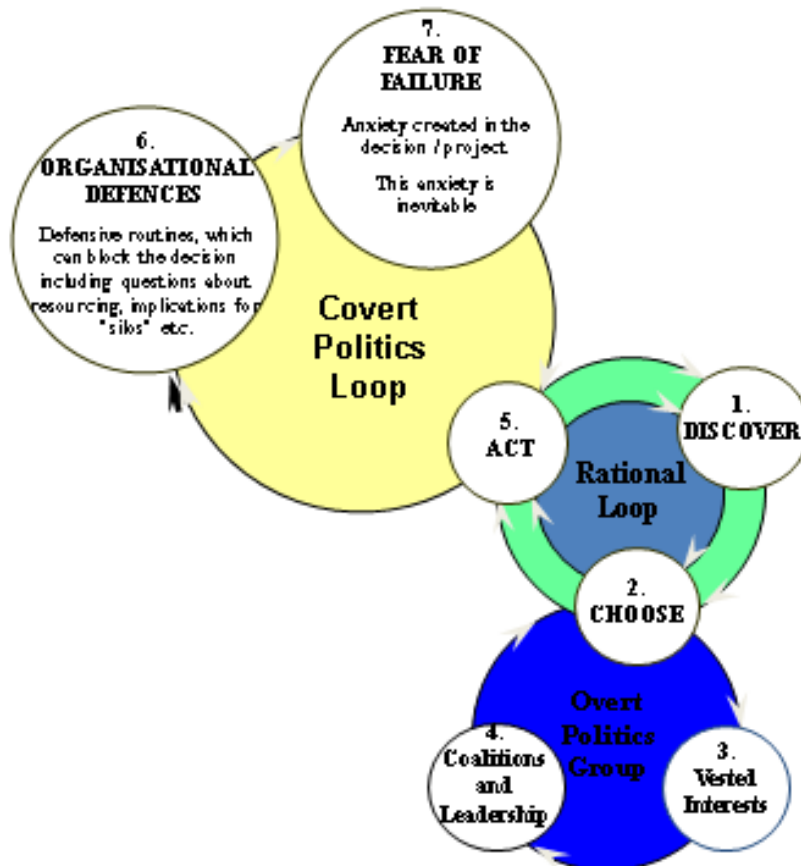 7.
FEAR OF
FAILURE
Anxiety created in the
decision / project
This anxiety is
inevitable
6.
ORGANISATIONAL
DEFENCES
Defensive routines, which
can block the decision
including questions about
resourcing, implications for
"silos" etc.
Covert
Politics
Loop
1.
DISCOVER
5.
ACT
Rational
Loop
2.
CHOOSE
Overt
Politics
Group
4.
Coalitions
and
Leadership
3.
Vested
Interests